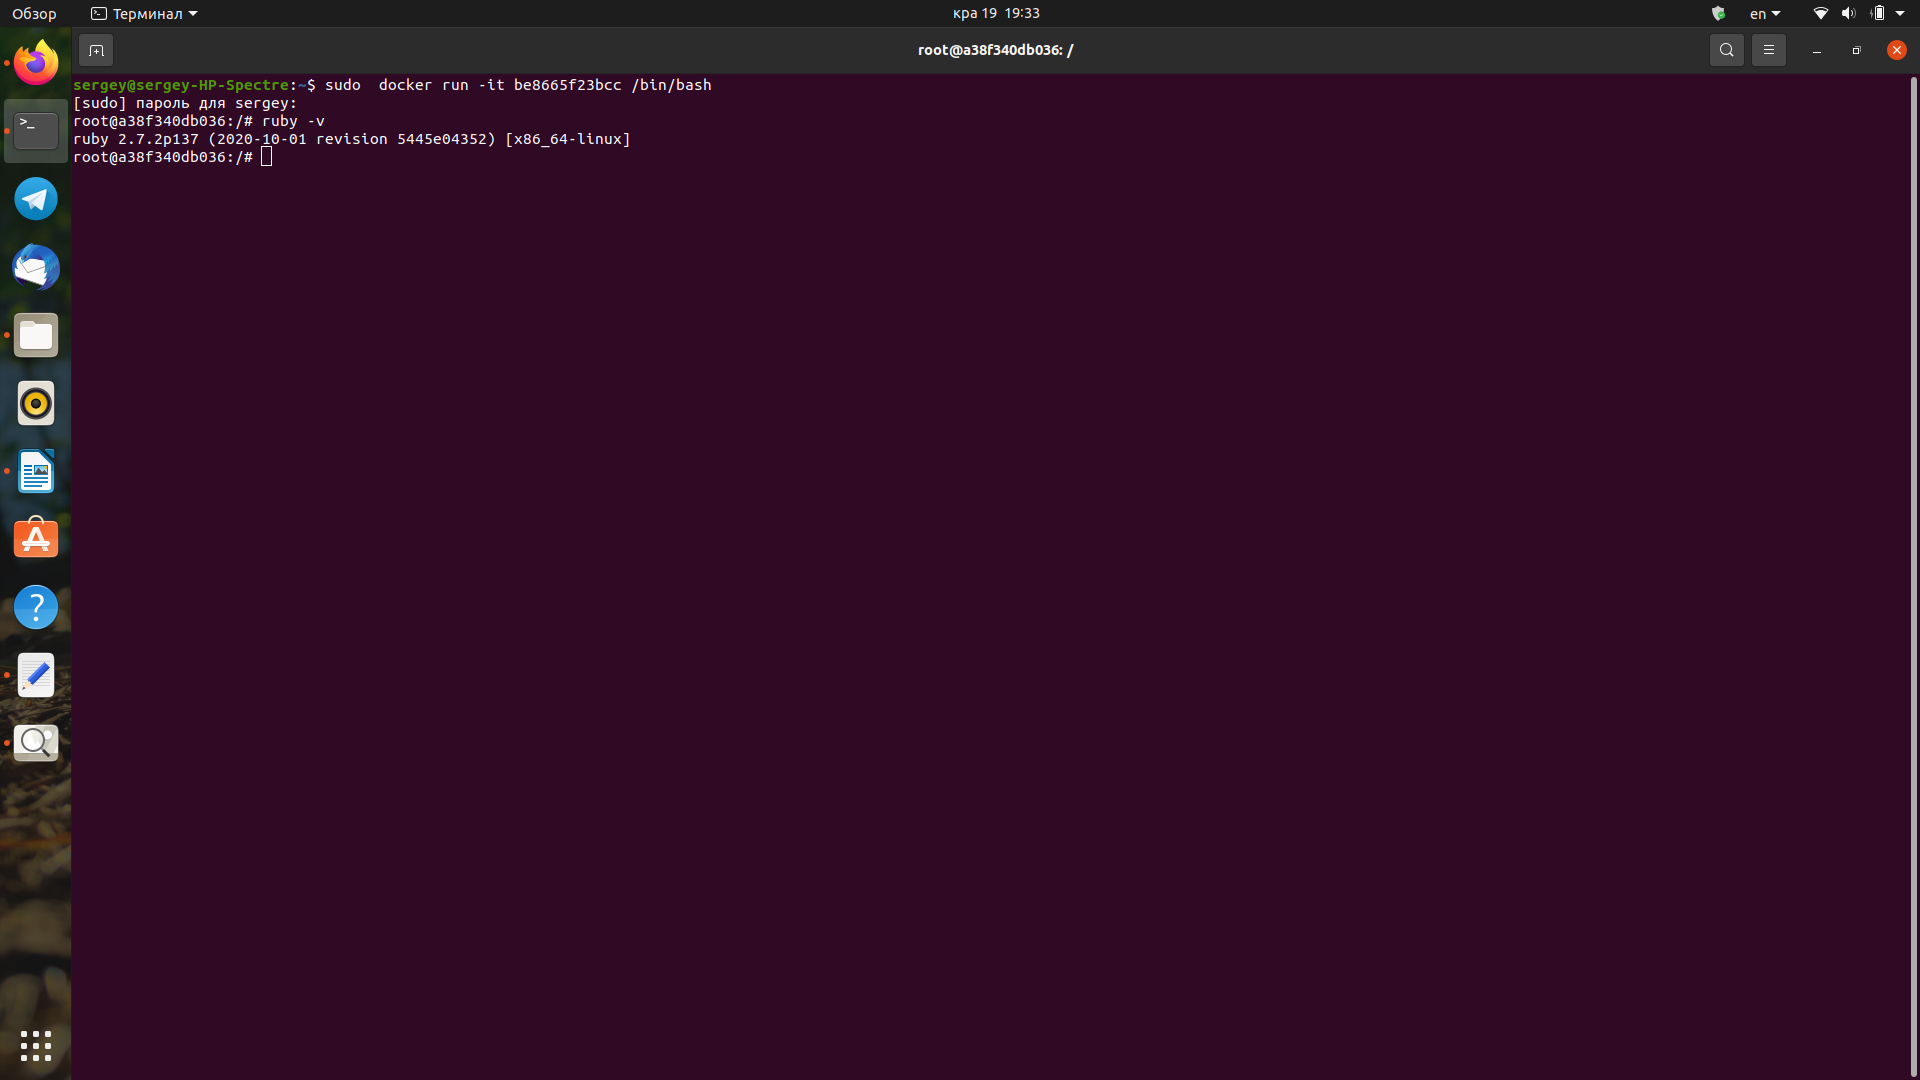 Обзор
Терминал
кра 19 19:33
en
root@a38f340db036: /
sergey@sergey-HP-Spectre:~$ sudo  docker run -it be8665f23bcc /bin/bash
[sudo] пароль для sergey:
root@a38f340db036:/# ruby -v
ruby 2.7.2p137 (2020-10-01 revision 5445e04352) [x86_64-linux]
root@a38f340db036:/#